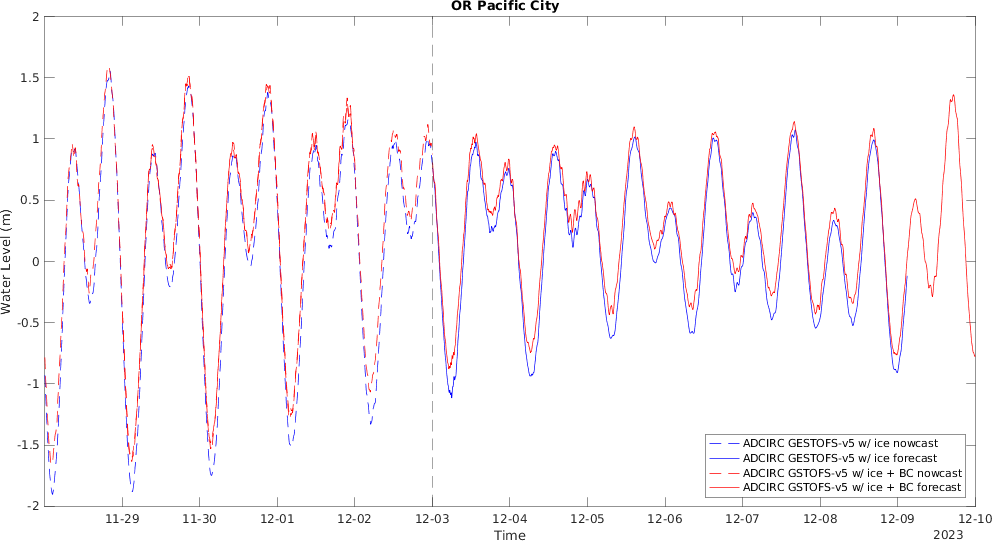 OR Pacific City
2
1.5
1
0.5
0
-0.5
-1
-1.5
-2
Water Level (m)
ADCIRC GESTOFS-v5 w/ ice nowcast
ADCIRC GESTOFS-v5 w/ ice forecast
ADCIRC GSTOFS-v5 w/ ice + BC nowcast
ADCIRC GSTOFS-v5 w/ ice + BC forecast
11-29 11-30 12-01 12-02 12-03 12-04 12-05 12-06 12-07 12-08 12-09 12-10
Time
2023